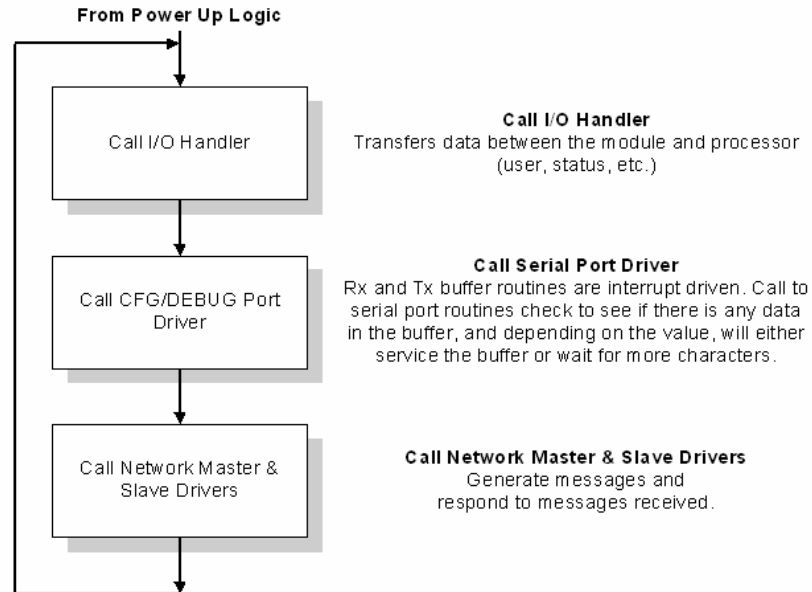 From Power Up Logic
Call I/O Handler
Call I/O Handler
Transfers data between the module and processor
(user, status, etc.)
Call CFG/DEBUG Port
Driver
Call Serial Port Driver
Rx and Tx buffer routines are interrupt driven. Call to
serial port routines check to see if there is any data
in the buffer, and depending on the value, will either
service the buffer or wait for more characters.
Call Network Master &
Slave Drivers
Call Network Master & Slave Drivers
Generate messages and
respond to messages received.